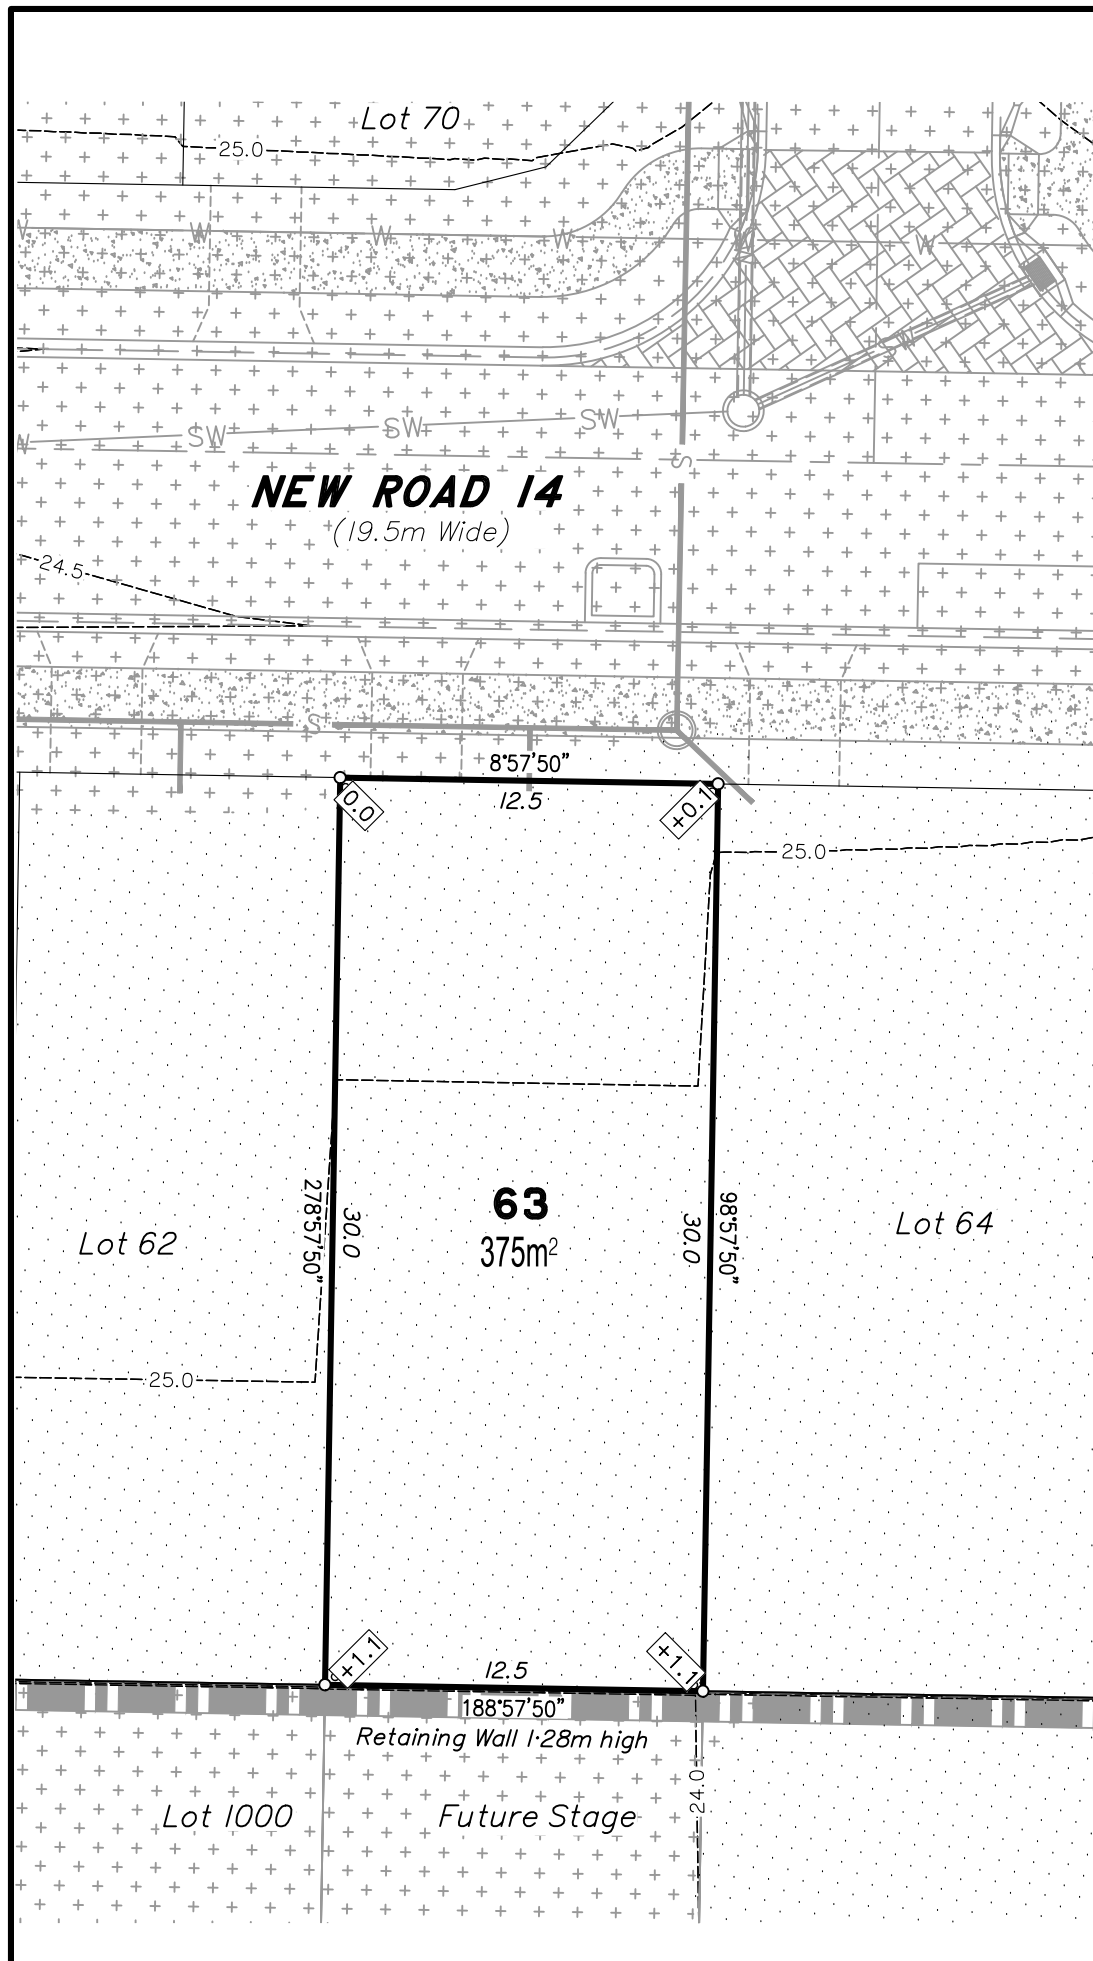 Lot 70
25.0
W
W
W
W
W
SW
SW
SW
SW
SW
S
NEW ROAD 14
(19.5m Wide)
24.5
S
8°57'50"
12.5
0.0
+0.1
25.0
63
375m²
278°57'50"
30.0
30.0
98°57'50"
Lot 62
Lot 64
25.0
+1.1
+1.1
12.5
188°57'50"
Retaining Wall 1·28m high
24.0
Lot 1000
Future Stage